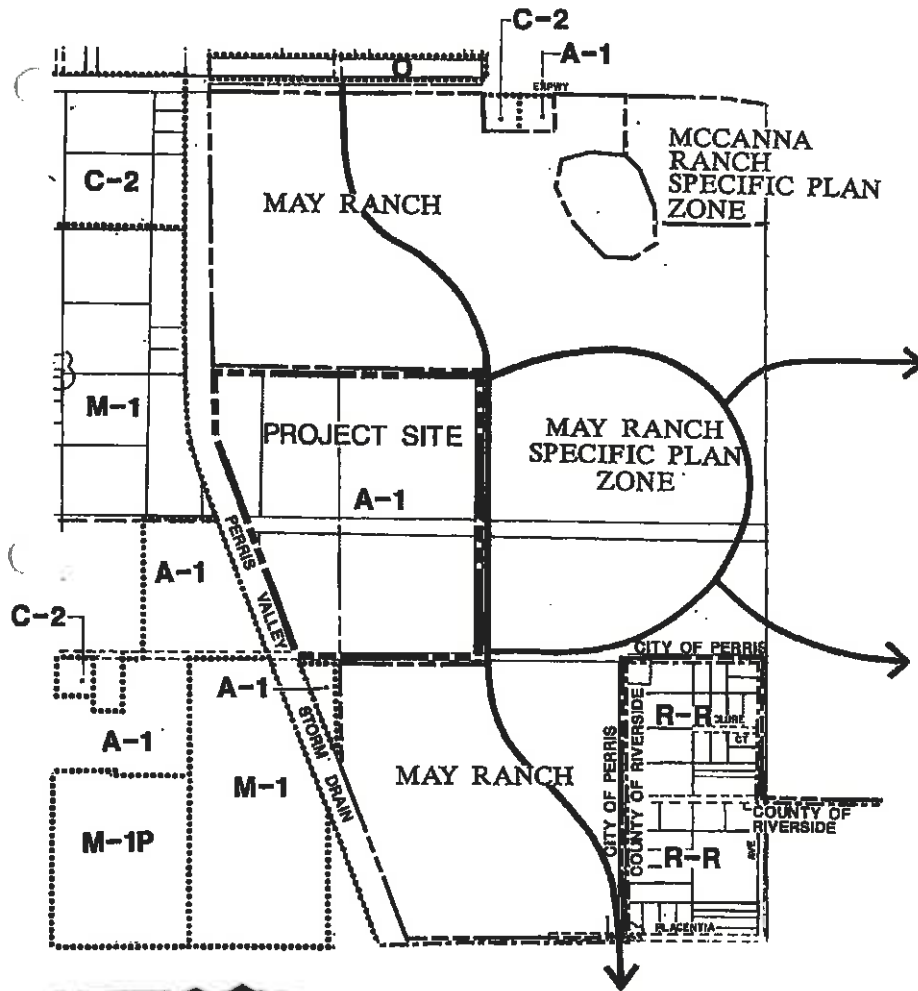 C-2
A-1
O
EXPWY
MCCANNA
RANCH
SPECIFIC PLAN
ZONE
C-2
MAY RANCH
M-1
PROJECT SITE
MAY RANCH
SPECIFIC PLAN
ZONE
A-1
PERRIS
VALLEY
STORM DRAIN
A-1
C-2
A-1
CITY OF PERRIS
R-R
CT
A-1
M-1
MAY RANCH
CITY OF PERRIS
COUNTY OF RIVERSIDE
COUNTY OF
RIVERSIDE
M-1P
R-R
AVE
PLACENTIA